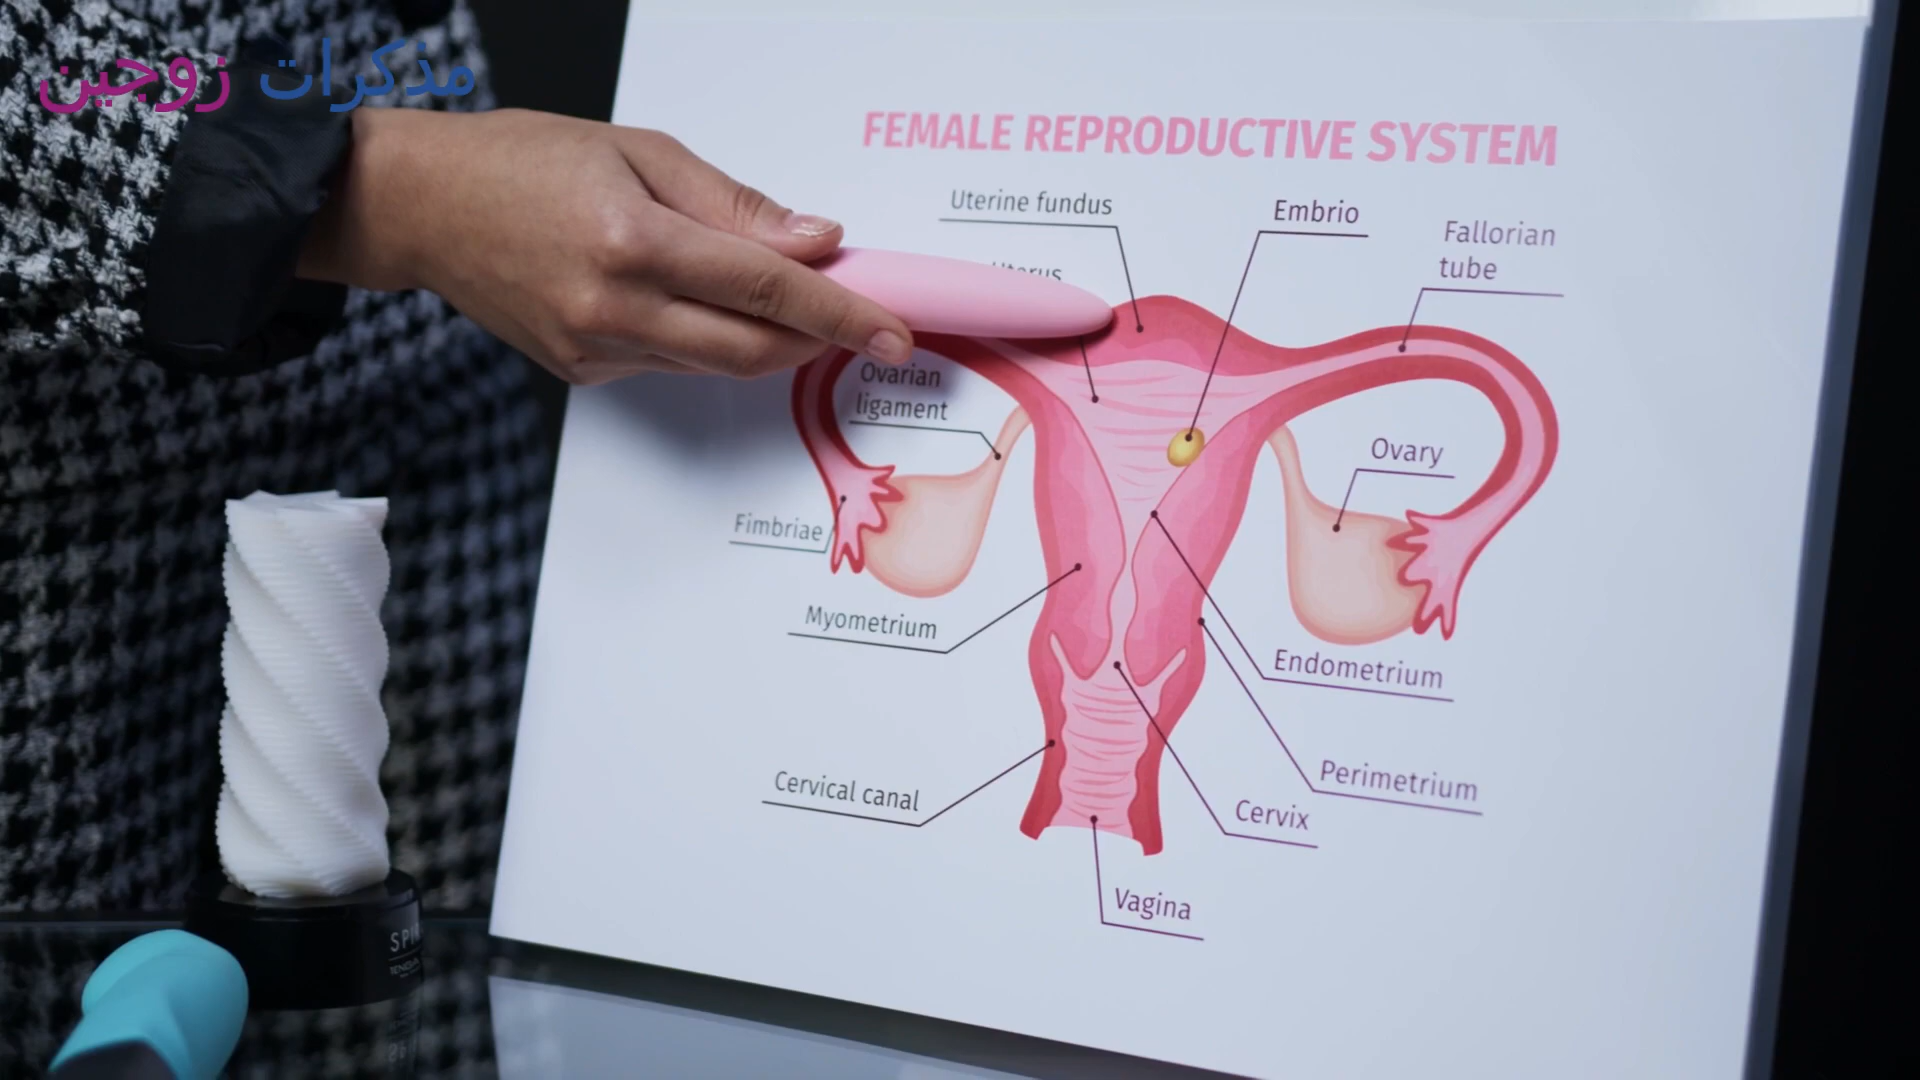 مذكرات زوجين
FEMALE REPRODUCTIVE SYSTEM
Uterine fundus
Embrio
Fallorian
tube
Uterus
Ovarian
ligament
Ovary
Fimbriae
Myometrium
Endometrium
Cervical canal
Perimetrium
Cervix
Vagina